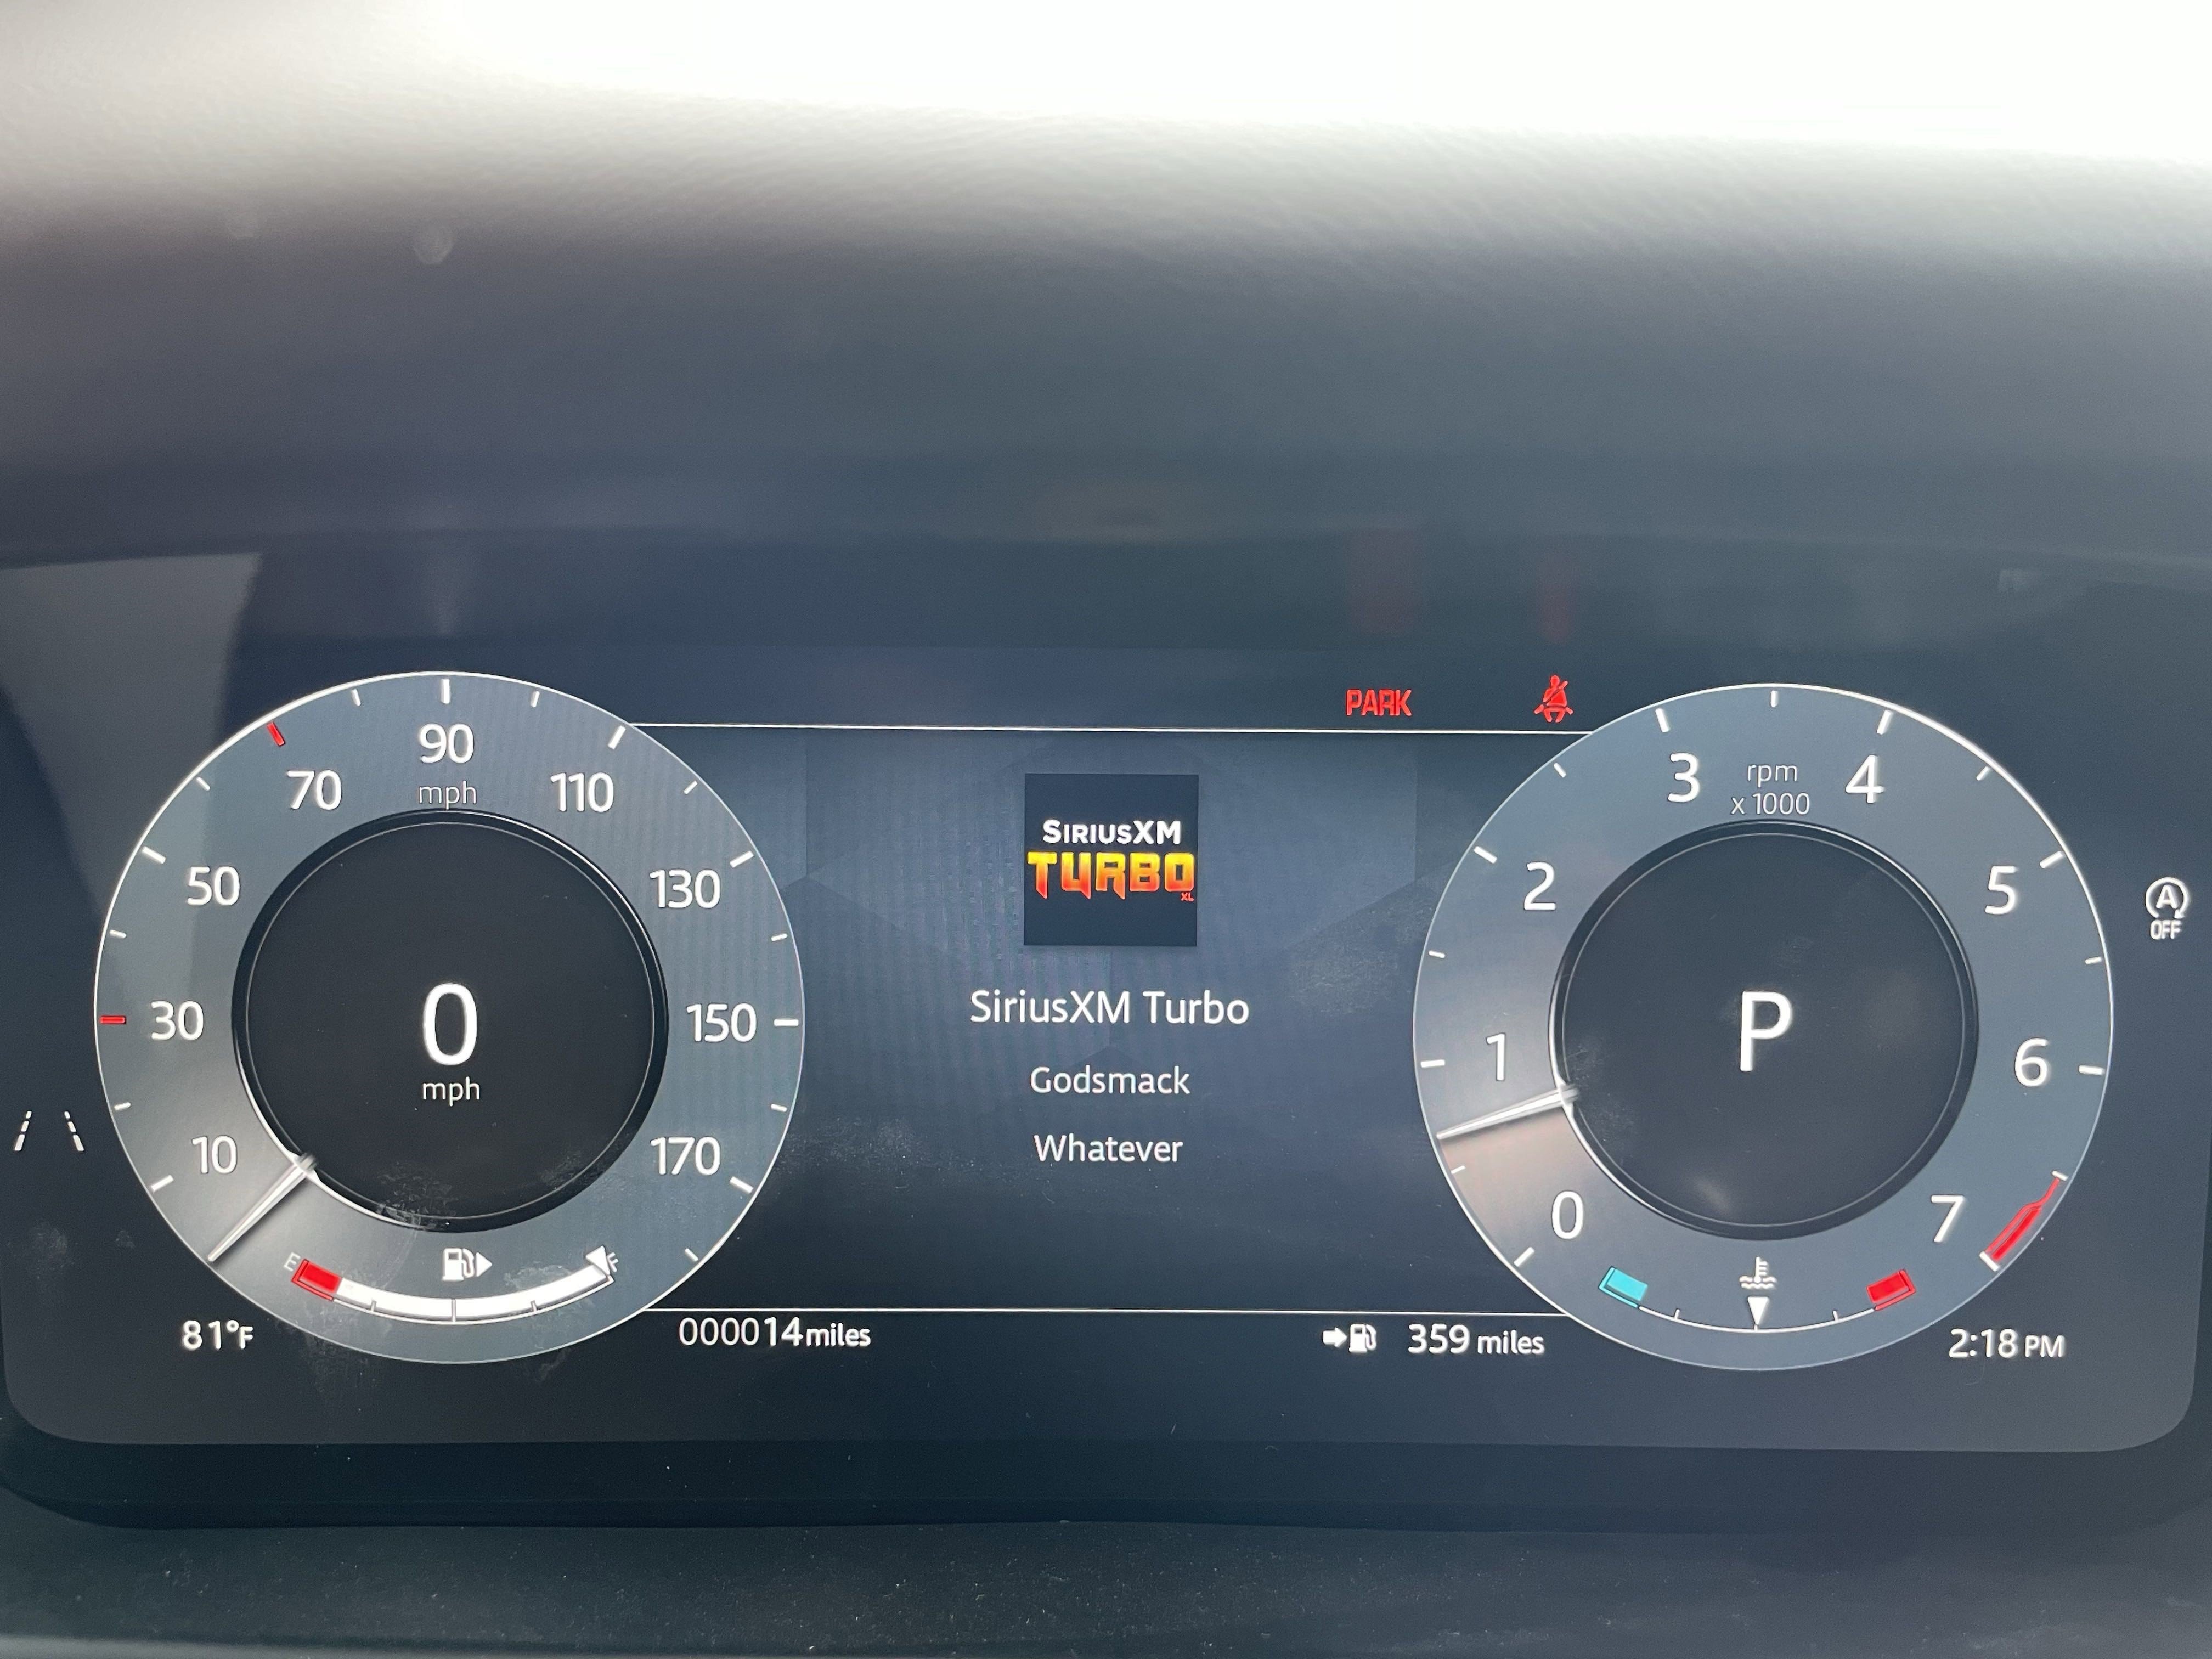 PARK
90
mph
70
110
50
130
30
150
10
170
0
mph
E
F
81°F
000014miles
SIRIUSXM
TURBO
XL
SiriusXM Turbo
Godsmack
Whatever
359 miles
3
rpm
x 1000
4
2
5
1
6
0
7
P
A
OFF
2:18 PM